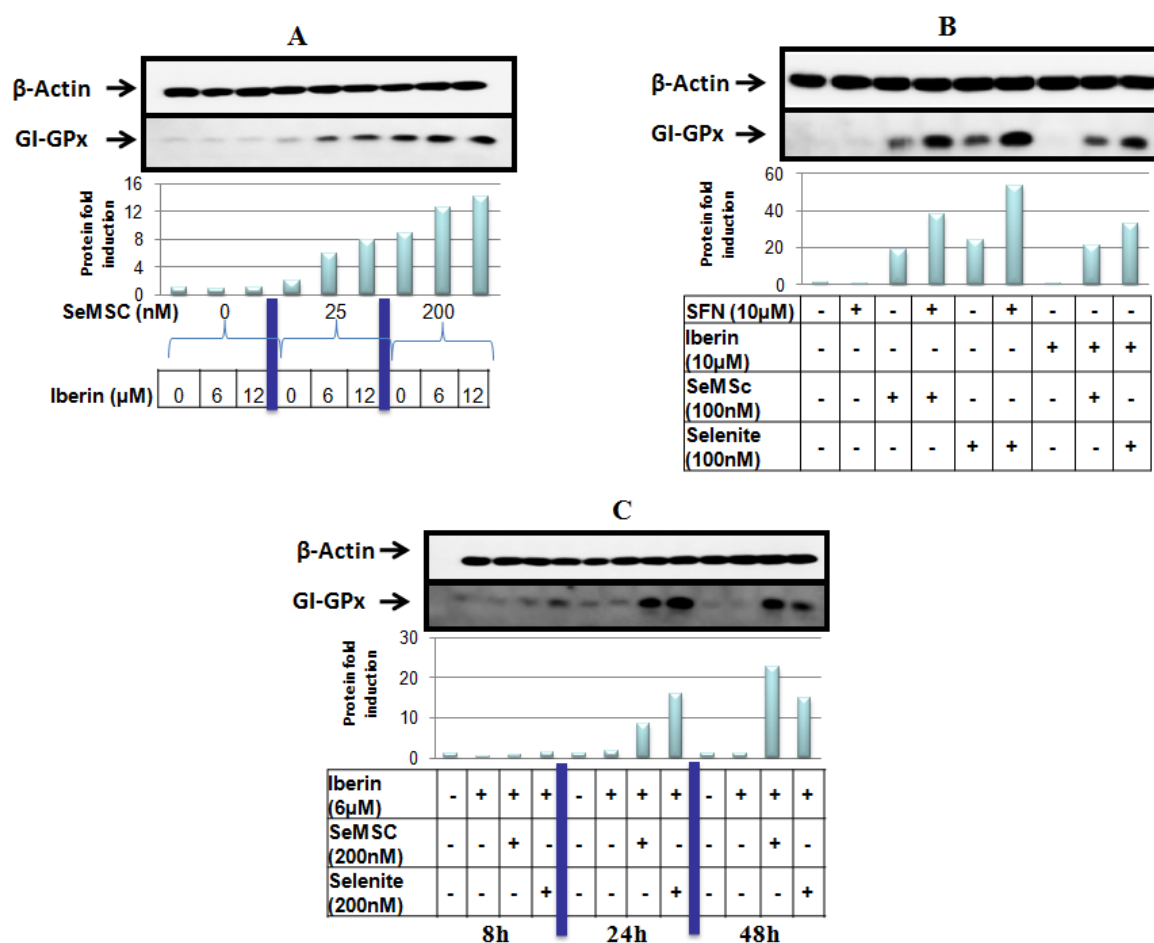 A
β-Actin
GI-GPx
Protein fold
induction
16
12
8
4
0
SeMSC (nM) 0 25 200
Iberin (μM) 0 6 12 0 6 12 0 6 12
B
β-Actin
GI-GPx
Protein fold
induction
60
40
20
0
SFN (10μM) - + - + - + - - -
Iberin
(10μM) - - - - - - + + +
SeMSc
(100nM) - - + + - - - + -
Selenite
(100nM) - - - - + + - - +
C
β-Actin
GI-GPx
Protein fold
induction
30
20
10
0
Iberin
(6μM) - + + + - + + + - + + +
SeMSC
(200nM) - - + - - - + - - - + -
Selenite
(200nM) - - - + - - - + - - - +
8h 24h 48h